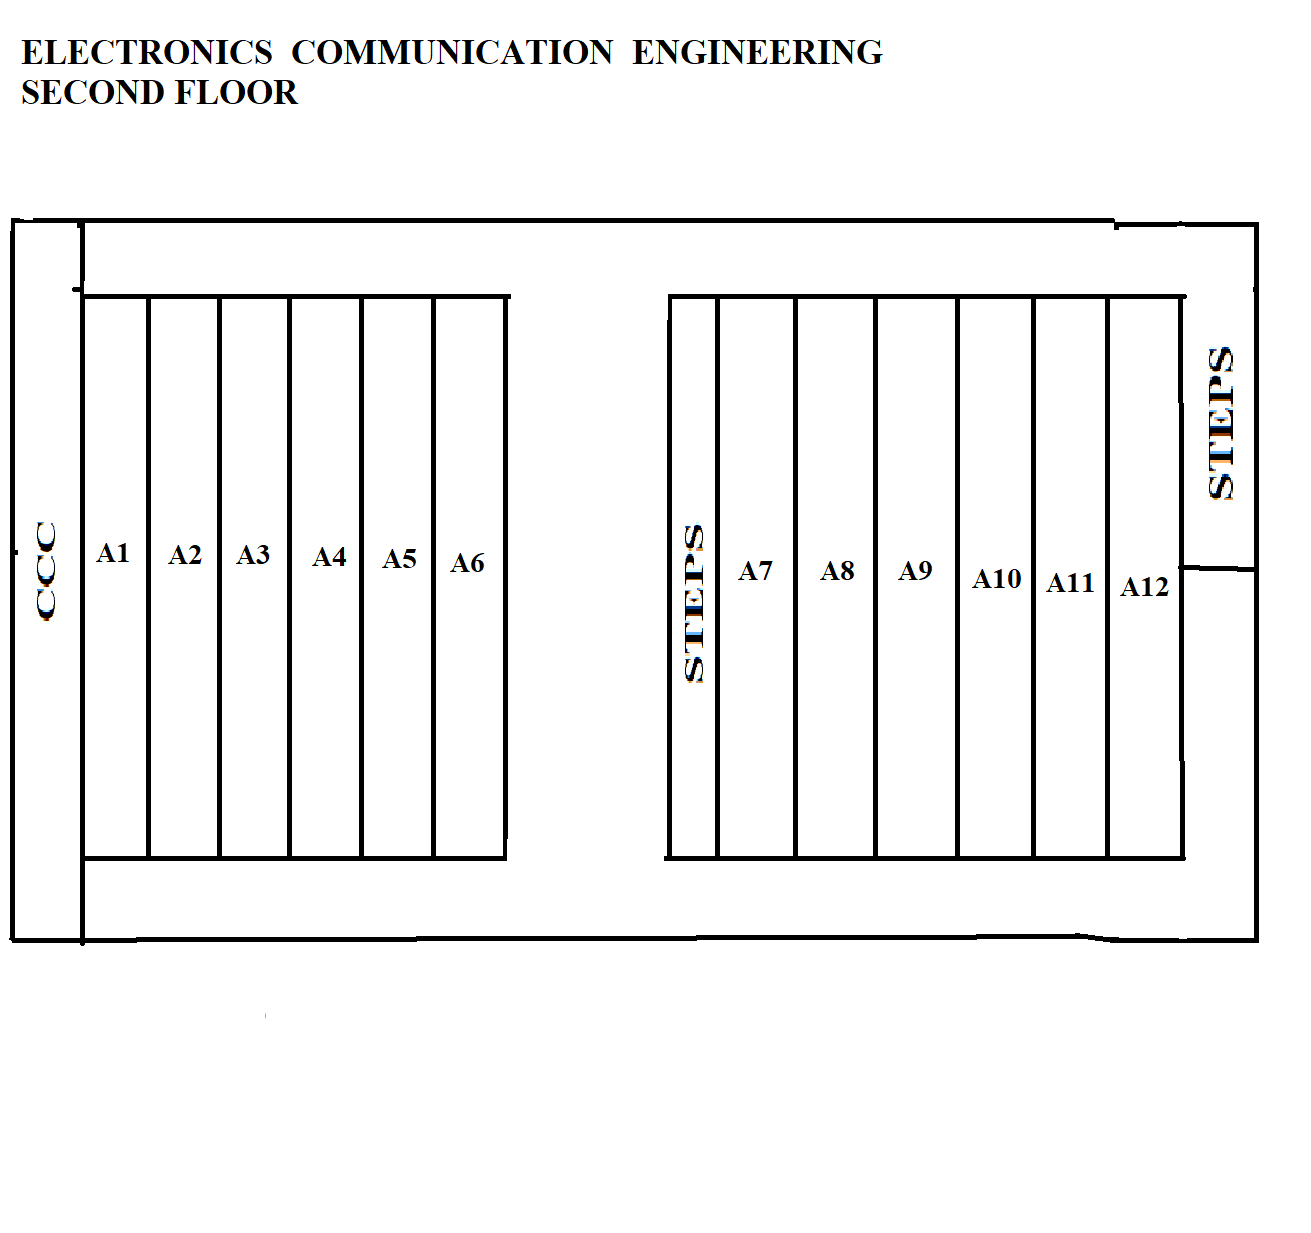 ELECTRONICS COMMUNICATION ENGINEERING
SECOND FLOOR
CCC
A1
A2
A3
A4
A5
A6
STEPS
A7
A8
A9
A10
A11
A12
STEPS